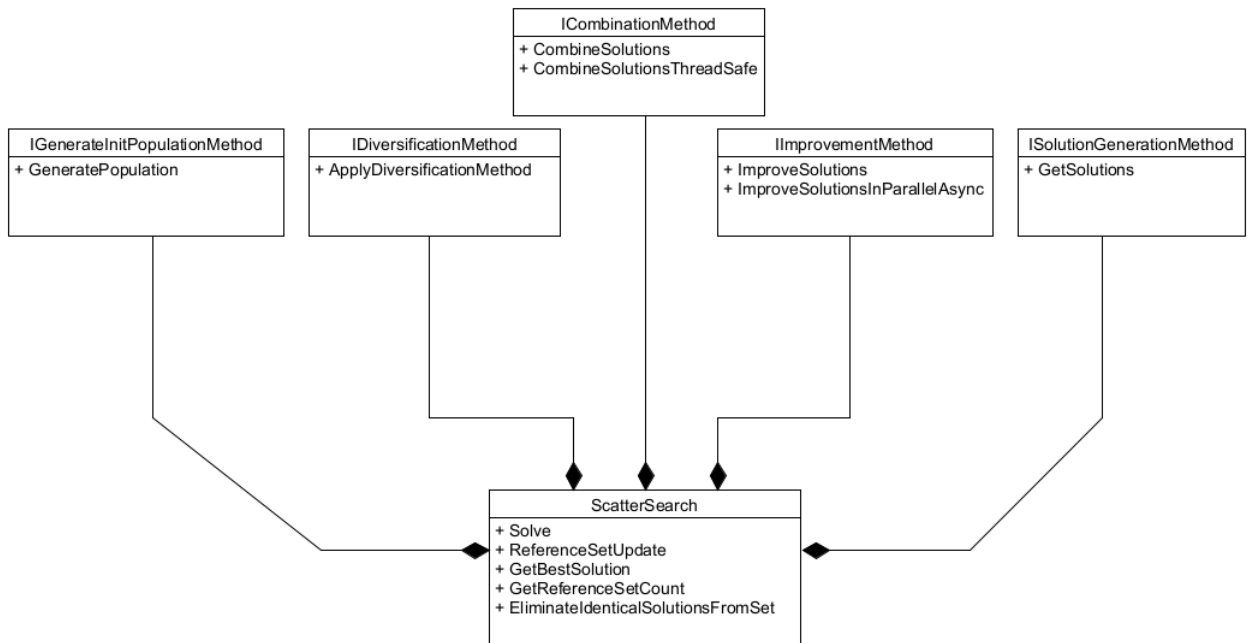 ICombinationMethod
+ CombineSolutions
+ CombineSolutionsThreadSafe
IGenerateInitPopulationMethod
+ GeneratePopulation
IDiversificationMethod
+ ApplyDiversificationMethod
IImprovementMethod
+ ImproveSolutions
+ ImproveSolutionsInParallelAsync
ISolutionGenerationMethod
+ GetSolutions
ScatterSearch
+ Solve
+ ReferenceSetUpdate
+ GetBestSolution
+ GetReferenceSetCount
+ EliminateIdenticalSolutionsFromSet